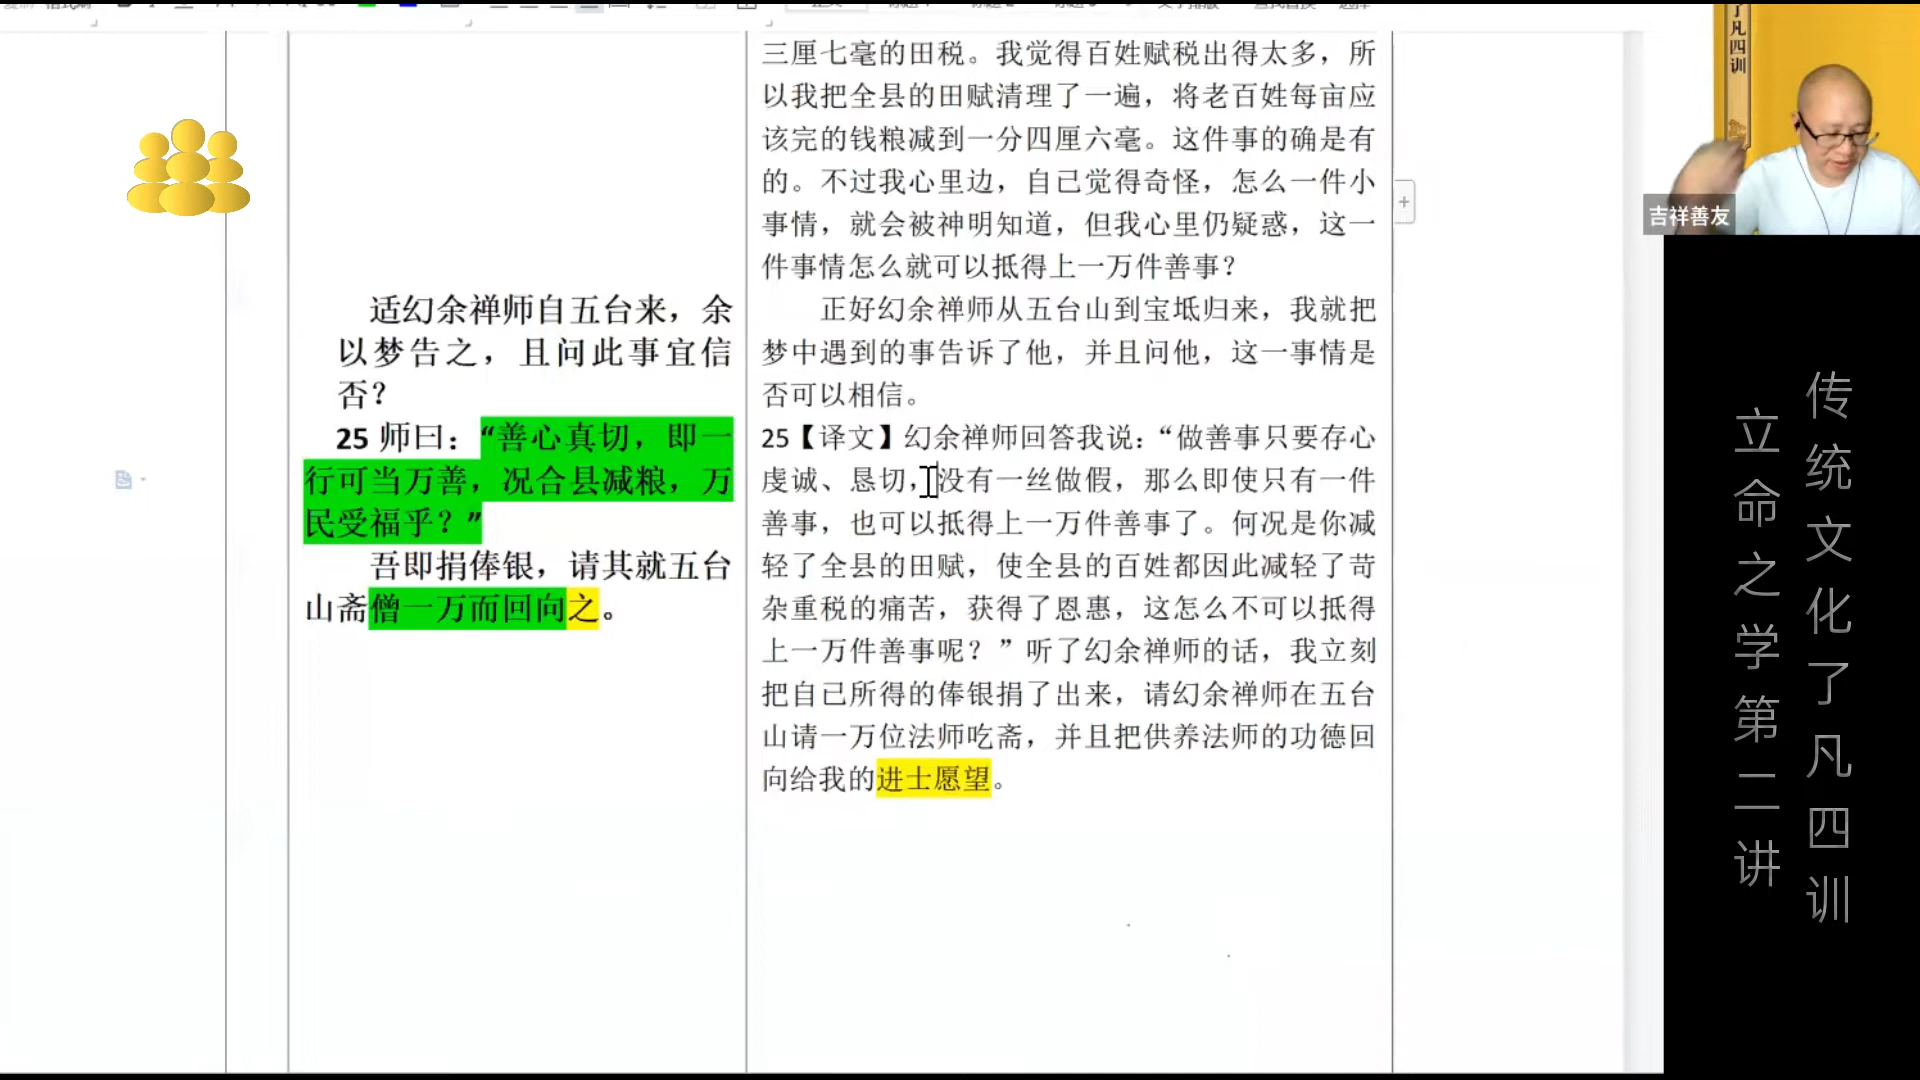 适幻余禅师自五台来，余
以梦告之，且问此事宜信
否？
25 师曰：“善心真切，即一
行可当万善，况合县减粮，万
民受福乎？”
吾即捐俸银，请其就五台
山斋僧一万而回向之。
三厘七毫的田税。我觉得百姓赋税出得太多，所
以我把全县的田赋清理了一遍，将老百姓每亩应
该完的钱粮减到一分四厘六毫。这件事的确是有
的。不过我心里边，自己觉得奇怪，怎么一件小
事情，就会被神明知道，但我心里仍疑惑，这一
件事情怎么就可以抵得上一万件善事？
正好幻余禅师从五台山到宝坻归来，我就把
梦中遇到的事告诉了他，并且问他，这一事情是
否可以相信。
25【译文】幻余禅师回答我说：“做善事只要存心
虔诚、恳切，没有一丝做假，那么即使只有一件
善事，也可以抵得上一万件善事了。何况是你减
轻了全县的田赋，使全县的百姓都因此减轻了苛
杂重税的痛苦，获得了恩惠，这怎么不可以抵得
上一万件善事呢？”听了幻余禅师的话，我立刻
把自己所得的俸银捐了出来，请幻余禅师在五台
山请一万位法师吃斋，并且把供养法师的功德回
向给我的进士愿望。
了凡四训
吉祥善友
传统文化了凡四训
立命之学第二讲